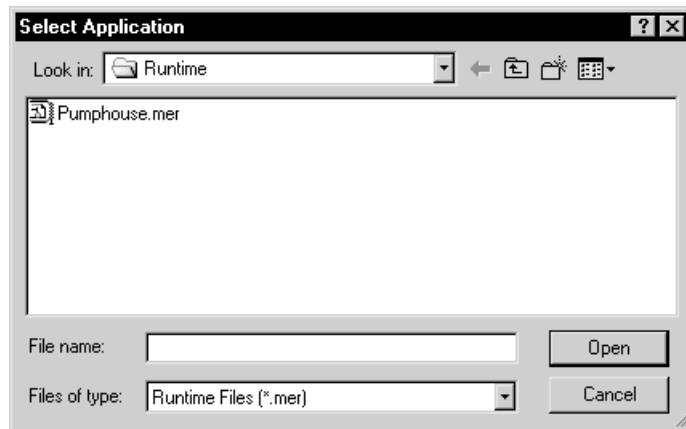 Select Application
Look in: Runtime
Pumphouse.mer
File name: Open
Files of type: Runtime Files (*.mer) Cancel